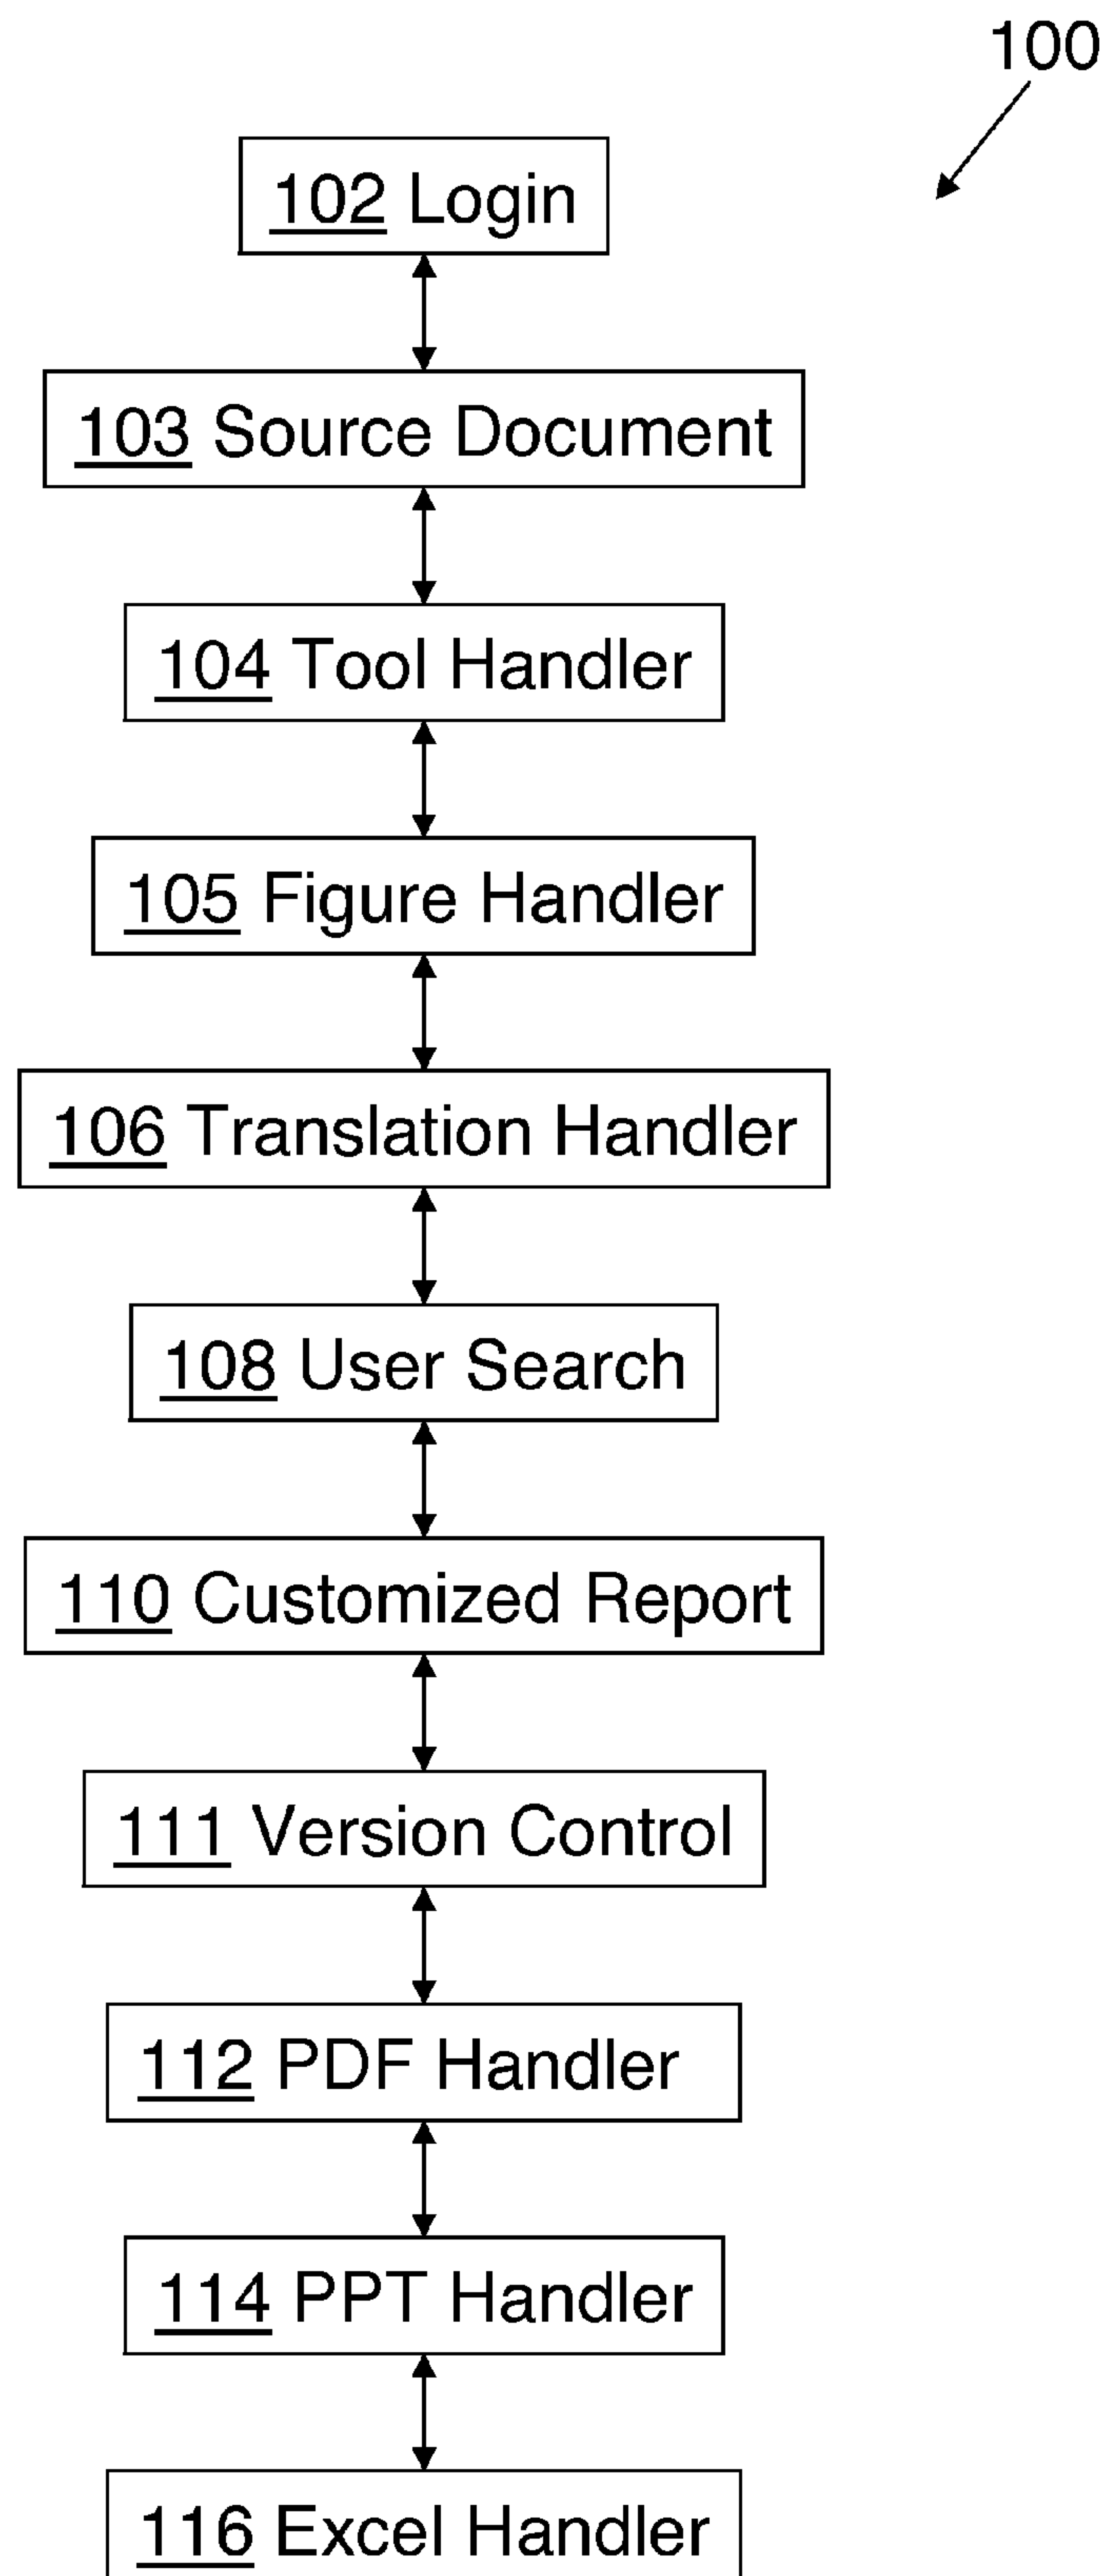 100
102 Login
103 Source Document
104 Tool Handler
105 Figure Handler
106 Translation Handler
108 User Search
110 Customized Report
111 Version Control
112 PDF Handler
114 PPT Handler
116 Excel Handler